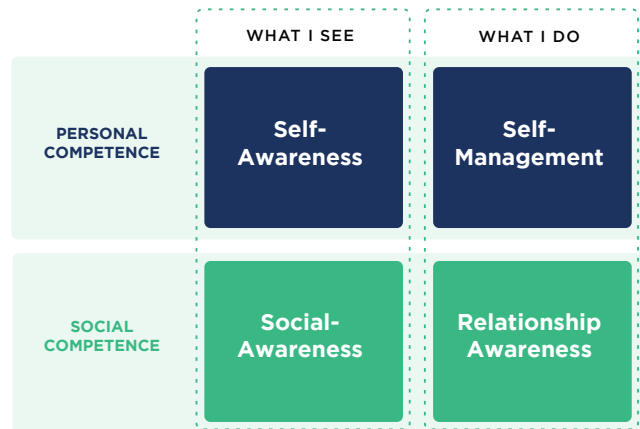 WHAT I SEE
WHAT I DO
PERSONAL
COMPETENCE
Self-
Awareness
Self-
Management
SOCIAL
COMPETENCE
Social-
Awareness
Relationship
Awareness